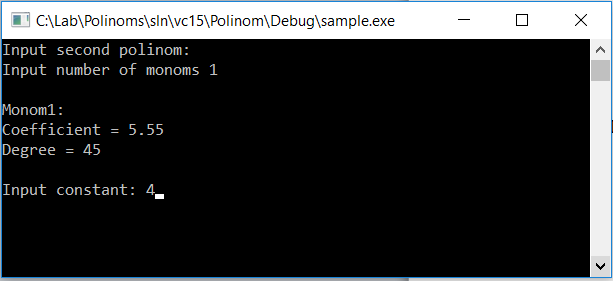 C:\Lab\Polinoms\sln\vc15\Polinom\Debug\sample.exe
Input second polinom:
Input number of monoms 1
Monom1:
Coefficient = 5.55
Degree = 45
Input constant: 4